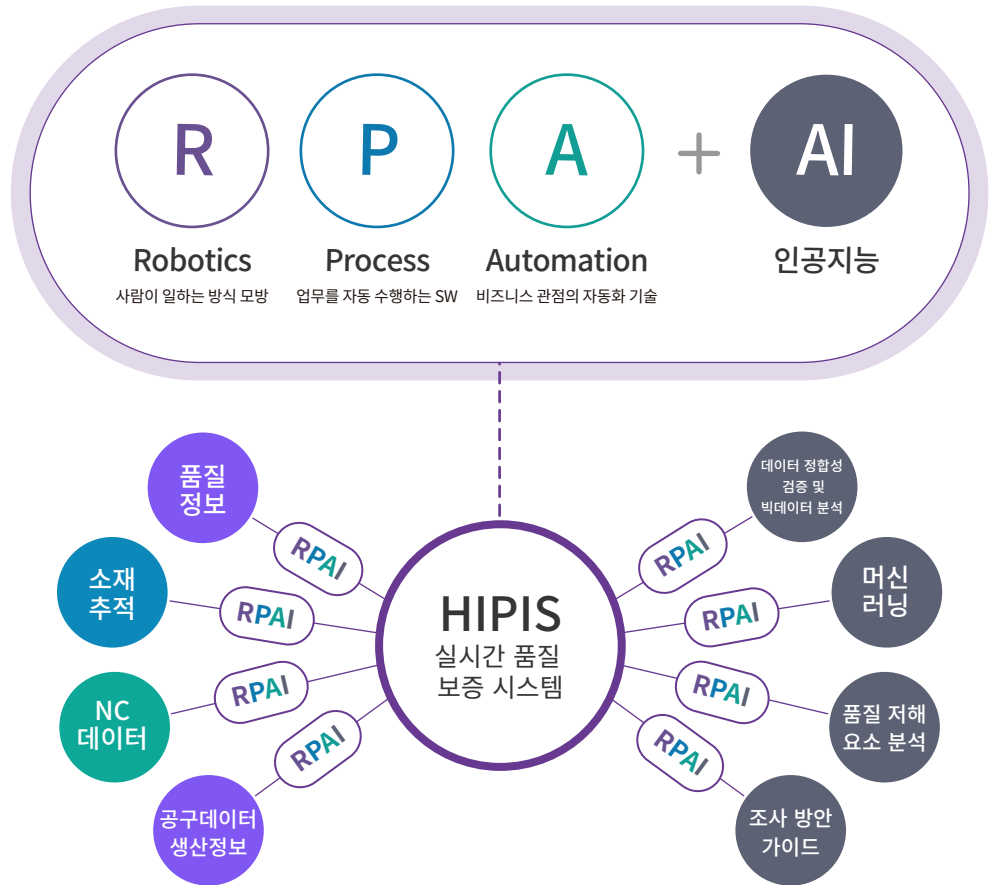 R P A + AI
Robotics Process Automation 인공지능
사람이 일하는 방식 모방 업무를 자동 수행하는 SW 비즈니스 관점의 자동화 기술
품질
정보
RPAI
소재
추적
RPAI
NC
데이터
RPAI
공구데이터
생산정보
RPAI
HIPIS
실시간 품질
보증 시스템
데이터 정합성
검증 및
빅데이터 분석
RPAI
머신
러닝
RPAI
품질 저해
요소 분석
RPAI
조사 방안
가이드
RPAI